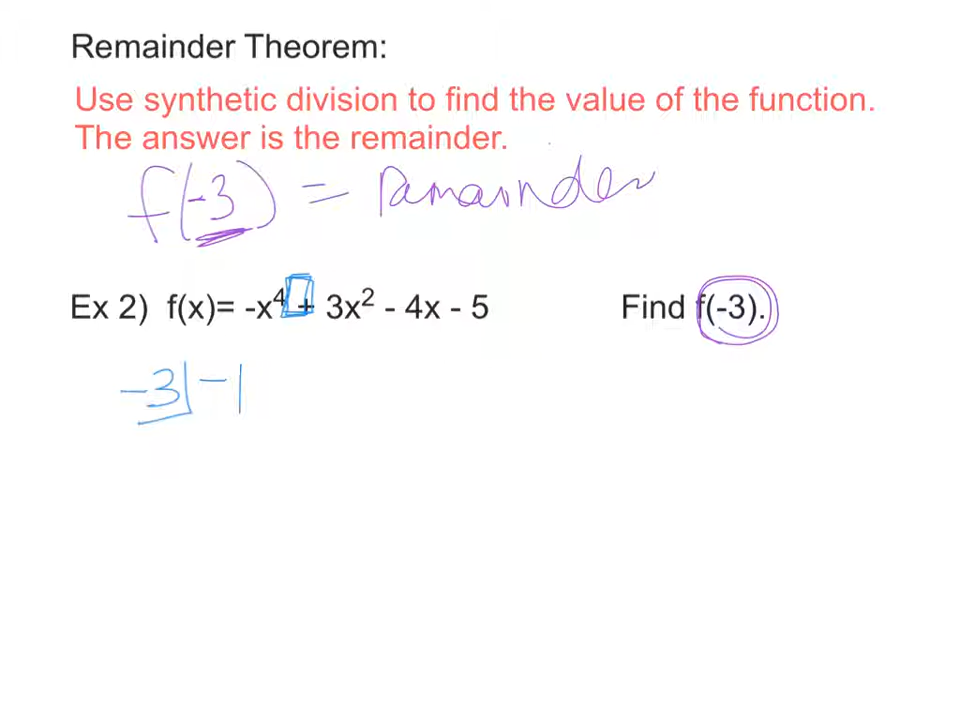 Remainder Theorem:
Use synthetic division to find the value of the function.
The answer is the remainder.
f(-3) = Remainder
Ex 2) f(x)= -x⁴ + 3x² - 4x - 5 Find f(-3).
-3| -1